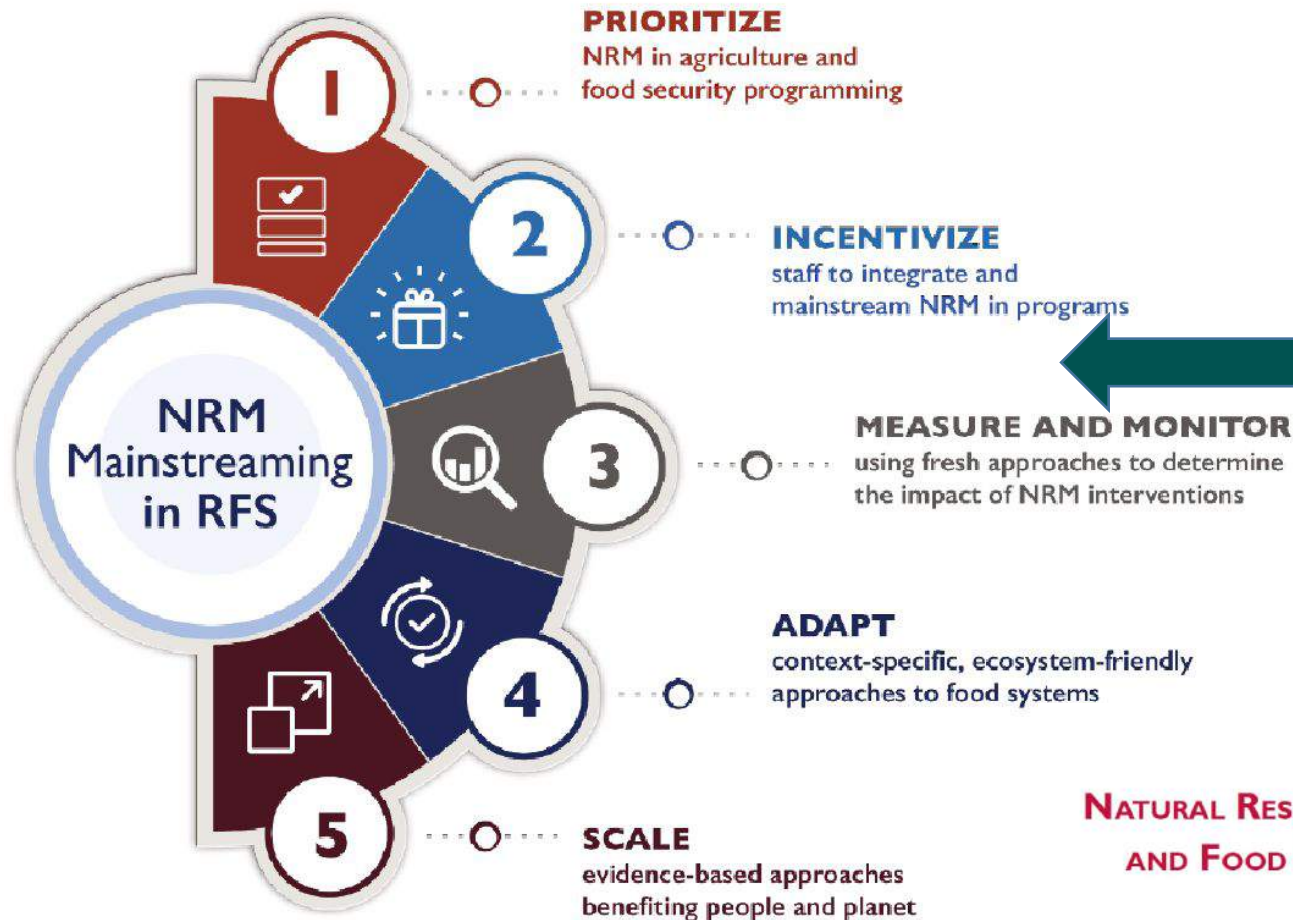 1
PRIORITIZE
NRM in agriculture and
food security programming
2
INCENTIVIZE
staff to integrate and
mainstream NRM in programs
NRM
Mainstreaming
in RFS
3
MEASURE AND MONITOR
using fresh approaches to determine
the impact of NRM interventions
4
ADAPT
context-specific, ecosystem-friendly
approaches to food systems
5
SCALE
evidence-based approaches
benefiting people and planet
NATURAL RES
AND FOOD